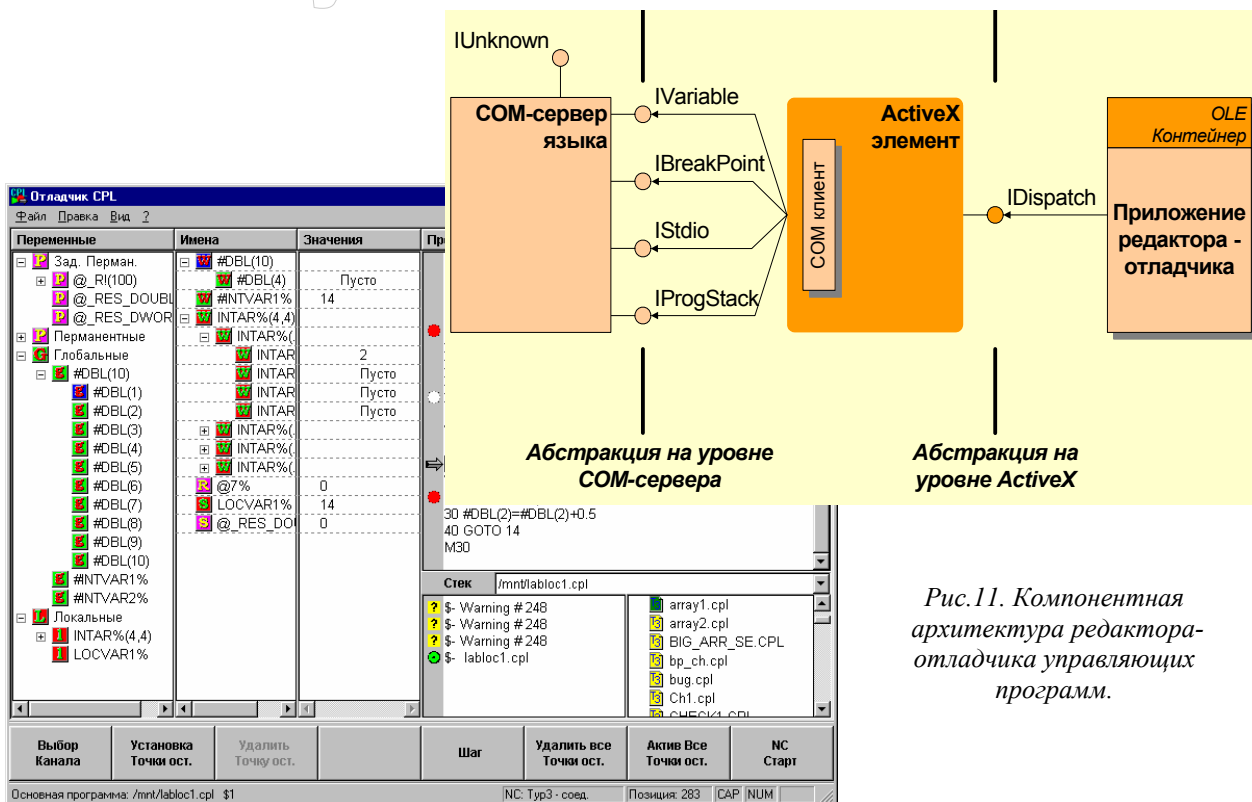 IUnknown
COM-сервер
языка
IVariable
IBreakPoint
IStdio
IProgStack
ActiveX
элемент
COM клиент
IDispatch
OLE
Контейнер
Приложение
редактора -
отладчика
Абстракция на уровне
COM-сервера
Абстракция на
уровне ActiveX
Отладчик CPL
Файл Правка Вид ?
Переменные
Зад. Перман.
@_R!(100)
@_RES_DOUBL
@_RES_DWOR
Перманентные
Глобальные
#DBL(10)
#DBL(1)
#DBL(2)
#DBL(3)
#DBL(4)
#DBL(5)
#DBL(6)
#DBL(7)
#DBL(8)
#DBL(9)
#DBL(10)
#INTVAR1%
#INTVAR2%
Локальные
INTAR%(4,4)
LOCVAR1%
Имена Значения
#DBL(10)
#DBL(4) Пусто
#INTVAR1% 14
INTAR%(4,4)
INTAR%(.
INTAR 2
INTAR Пусто
INTAR Пусто
INTAR Пусто
INTAR%(.
INTAR%(.
INTAR%(.
@7% 0
LOCVAR1% 14
@_RES_DO 0
30 #DBL(2)=#DBL(2)+0.5
40 GOTO 14
M30
Стек /mnt/labloc1.cpl
$- Warning # 248
$- Warning # 248
$- Warning # 248
$- labloc1.cpl
array1.cpl
array2.cpl
BIG_ARR_SE.CPL
bp_ch.cpl
bug.cpl
Ch1.cpl
CHECK1.CPL
Выбор
Канала
Установка
Точки ост.
Удалить
Точку ост.
Шаг
Удалить все
Точки ост.
Актив Все
Точки ост.
NC
Старт
Основная программа: /mnt/labloc1.cpl $1
NC: Typ3 - соед. Позиция: 283 CAP NUM
Рис.11. Компонентная
архитектура редактора-
отладчика управляющих
программ.